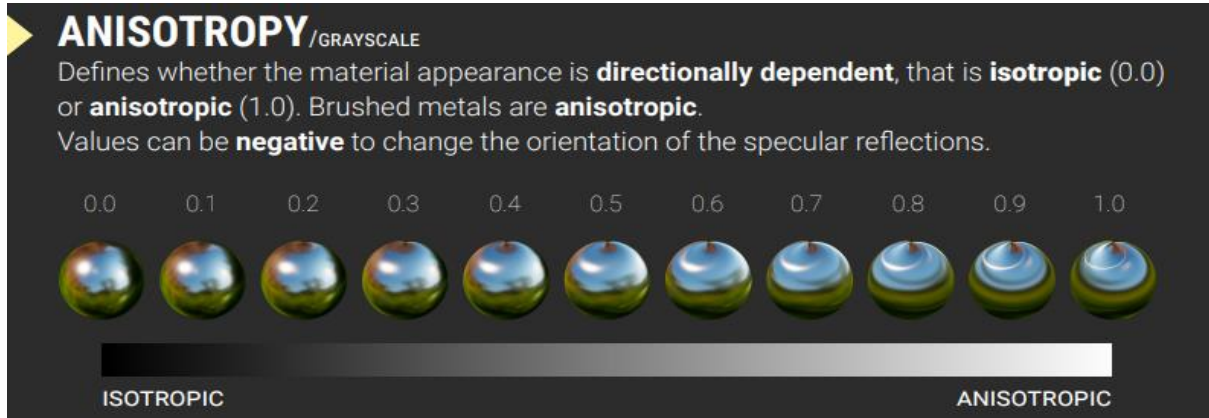 ANISOTROPY/GRAYSCALE
Defines whether the material appearance is directionally dependent, that is isotropic (0.0)
or anisotropic (1.0). Brushed metals are anisotropic.
Values can be negative to change the orientation of the specular reflections.
0.0 0.1 0.2 0.3 0.4 0.5 0.6 0.7 0.8 0.9 1.0
ISOTROPIC ANISOTROPIC